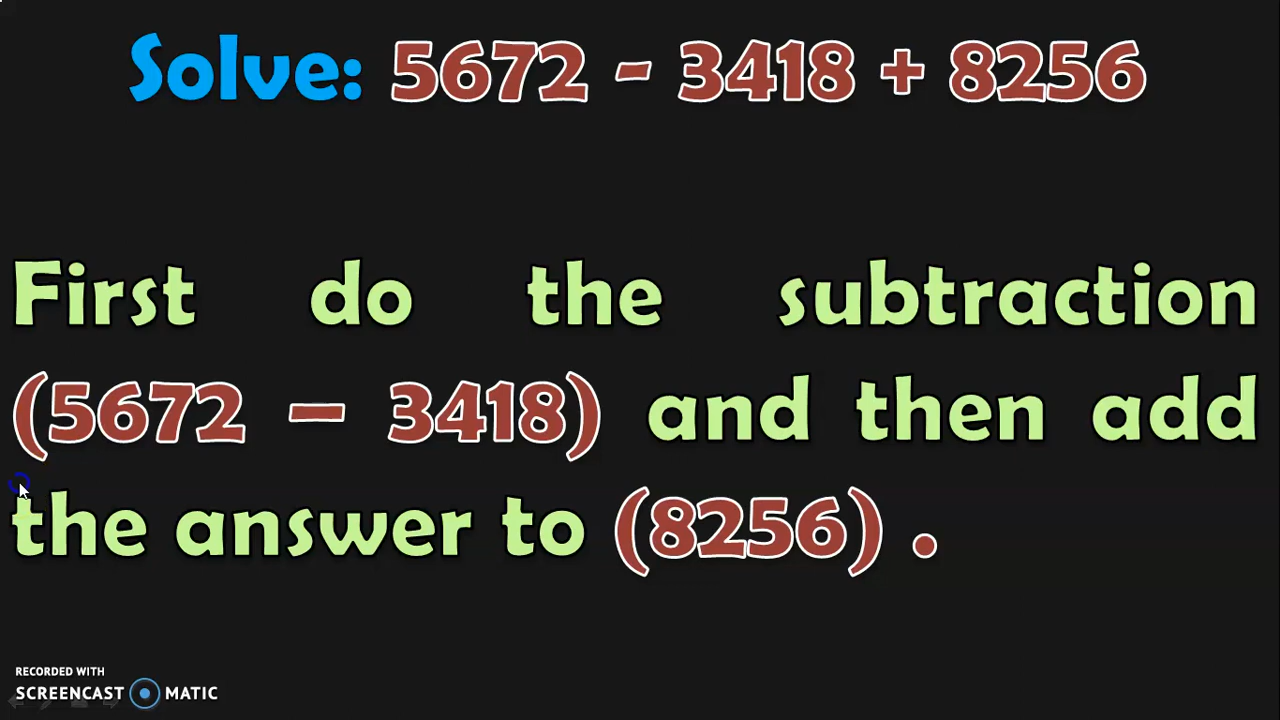 Solve: 5672 - 3418 + 8256
First do the subtraction
(5672 – 3418) and then add
the answer to (8256) .
RECORDED WITH
SCREENCAST MATIC